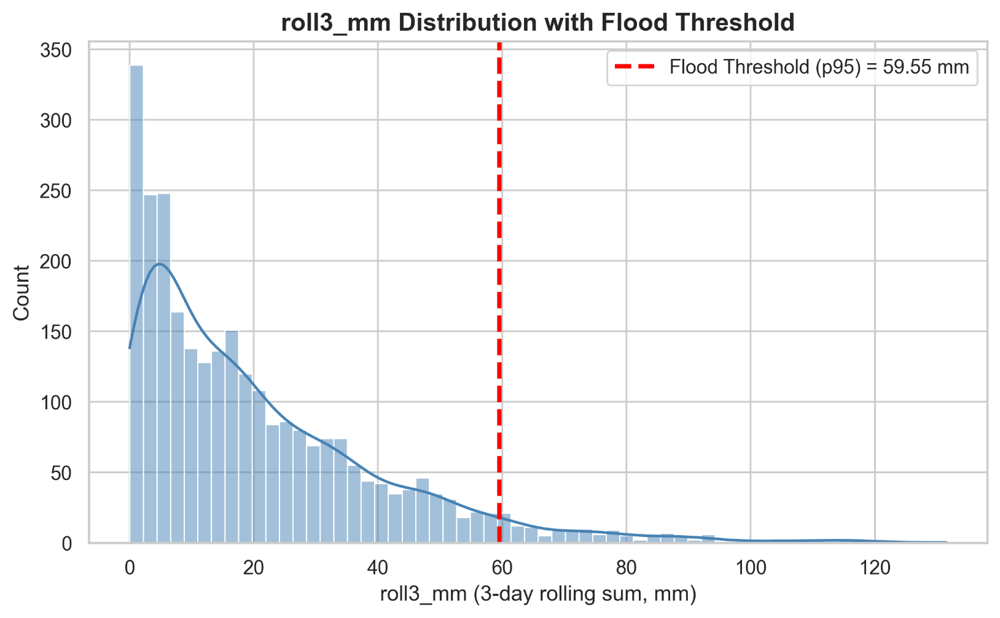 roll3_mm Distribution with Flood Threshold
Flood Threshold (p95) = 59.55 mm
Count
350
300
250
200
150
100
50
0
0 20 40 60 80 100 120
roll3_mm (3-day rolling sum, mm)